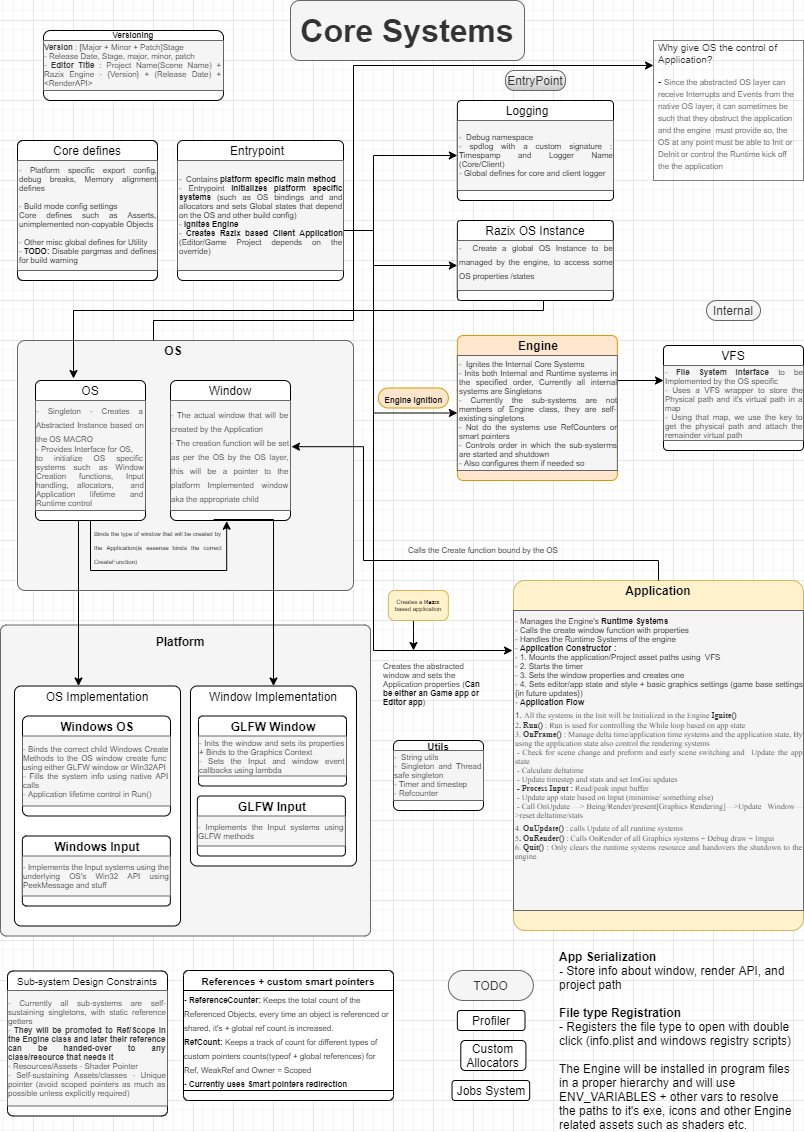 Core Systems
Versioning
Version : [Major + Minor + Patch]Stage
- Release Date, Stage, major, minor, patch
- Editor Title : Project Name(Scene Name) +
Razix Engine - {Version} + (Release Date) +
<RenderAPI>
Why give OS the control of
Application?
- Since the abstracted OS layer can
receive Interrupts and Events from the
native OS layer, it can sometimes be
such that they obstruct the application
and the engine must provide so, the
OS at any point must be able to Init or
DeInit or control the Runtime kick off
the the application
EntryPoint
Logging
- Debug namespace
- spdlog with a custom signature :
Timespamp and Logger Name
(Core/Client)
- Global defines for core and client logger
Core defines
- Platform specific export config,
debug breaks, Memory alignment
defines
- Build mode config settings
Core defines such as Asserts,
unimplemented non-copyable Objects
- Other misc global defines for Utility
- TODO: Disable pargmas and defines
for build warning
Entrypoint
- Contains platform specific main method
- Entrypoint initializes platform specific
systems (such as OS bindings and and
allocators and sets Global states that depend
on the OS and other build config)
- Ignites Engine
- Creates Razix based Client Application
(Editor/Game Project depends on the
override)
Razix OS Instance
- Create a global OS Instance to be
managed by the engine, to access some
OS properties /states
Internal
OS
OS
- Singleton - Creates a
Abstracted Instance based on
the OS MACRO
- Provides Interface for OS,
to initialize OS specific
systems such as Window
Creation functions, Input
handling, allocators, and
Application lifetime and
Runtime control
Window
- The actual window that will be
created by the Application
- The creation function will be set
as per the OS by the OS layer,
this will be a pointer to the
platform Implemented window
aka the appropriate child
Binds the type of window that will be created by
the Application(ie essense binds the correct
CreateFunction)
Engine Ignition
Engine
- Ignites the Internal Core Systems
- Inits both Internal and Runtime systems in
the specified order, Currently all internal
systems are Singletons
- Currently the sub-systems are not
members of Engine class, they are self-
existing singletons
- Not do the systems use RefCounters or
smart pointers
- Controls order in which the sub-systerms
are started and shutdown
- Also configures them if needed so
VFS
- File System Interface to be
Implemented by the OS specific
- Uses a VFS wrapper to store the
Physical path and it's virtual path in a
map
- Using that map, we use the key to
get the physical path and attach the
remainder virtual path
Calls the Create function bound by the OS
Creates a Razix
based application
Creates the abstracted
window and sets the
Application properties (Can
be either an Game app or
Editor app)
Application
- Manages the Engine's Runtime Systems
- Calls the create window function with properties
- Handles the Runtime Systems of the engine
- Application Constructor :
- 1. Mounts the application/Project asset paths using VFS
- 2. Starts the timer
- 3. Sets the window properties and creates one
- 4. Sets editor/app state and style + basic graphics settings (game base settings
{in future updates})
- Application Flow
1. All the systems in the Init will be Initialized in the Engine Ignite()
2. Run() : Run is used for controlling the While loop based on app state.
3. OnFrame() : Manage delta time/application time systems and the application state, By
using the application state also control the rendering systems
- Check for scene change and preform and early scene switching and Update the app
state
- Calculate deltatime
- Update timestep and stats and set ImGui updates
- Process Input : Read/peak input buffer
- Update app state based on Input (minimise/ something else)
- Call OnUpdate —> Being/Render/present[Graphics Rendering] —>Update Window—
>reset deltatime/stats
4. OnUpdate() : calls Update of all runtime systems
5. OnRender() : Calls OnRender of all Graphics systems + Debug draw + Imgui
6. Quit() : Only clears the runtime systems resource and handovers the shutdown to the
engine
Platform
OS Implementation
Windows OS
- Binds the correct child Windows Create
Methods to the OS window create func
using either GLFW window or Win32API
- Fills the system info using native API
calls
- Application lifetime control in Run()
Windows Input
- Implements the Input systems using the
underlying OS's Win32 API using
PeekMessage and stuff
Window Implementation
GLFW Window
- Inits the window and sets its properties
+ Binds to the Graphics Context
- Sets the Input and window event
callbacks using lambda
GLFW Input
- Implements the Input systems using
GLFW methods
Utils
- String utils
- Singleton and Thread
safe singleton
- Timer and timestep
- Refcounter
Sub-system Design Constraints
- Currently all sub-systems are self-
sustaining singletons, with static reference
getters
- They will be promoted to Ref/Scope in
the Engine class and later their reference
can be handed-over to any
class/resource that needs it
- Resources/Assets - Shader Pointer
- Self-sustaining Assets/classes - Unique
pointer (avoid scoped pointers as much as
possible unless explicitly required)
References + custom smart pointers
- ReferenceCounter: Keeps the total count of the
Referenced Objects, every time an object is referenced or
shared, it's + global ref count is increased.
RefCount: Keeps a track of count for different types of
custom pointers counts(typeof + global references) for
Ref, WeakRef and Owner = Scoped
- Currently uses Smart pointers redirection
TODO
Profiler
Custom
Allocators
Jobs System
App Serialization
- Store info about window, render API, and
project path
File type Registration
- Registers the file type to open with double
click (info.plist and windows registry scripts)
The Engine will be installed in program files
in a proper hierarchy and will use
ENV_VARIABLES + other vars to resolve
the paths to it's exe, icons and other Engine
related assets such as shaders etc.